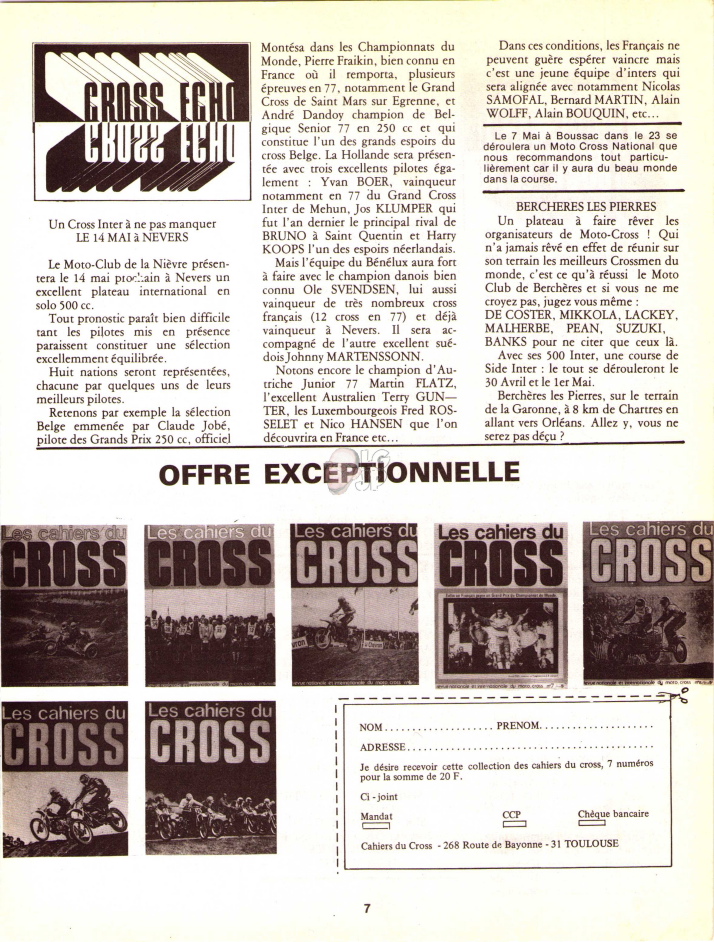 CROSS ECHO
CROSS ECHO
Un Cross Inter à ne pas manquer
LE 14 MAI à NEVERS
Le Moto-Club de la Nièvre présen-
tera le 14 mai prochain à Nevers un
excellent plateau international en
solo 500 cc.
Tout pronostic paraît bien difficile
tant les pilotes mis en présence
paraissent constituer une sélection
excellemment équilibrée.
Huit nations seront représentées,
chacune par quelques uns de leurs
meilleurs pilotes.
Retenons par exemple la sélection
Belge emmenée par Claude Jobé,
pilote des Grands Prix 250 cc, officiel
Montésa dans les Championnats du
Monde, Pierre Fraikin, bien connu en
France où il remporta, plusieurs
épreuves en 77, notamment le Grand
Cross de Saint Mars sur Egrenne, et
André Dandoy champion de Bel-
gique Senior 77 en 250 cc et qui
constitue l'un des grands espoirs du
cross Belge. La Hollande sera présen-
tée avec trois excellents pilotes éga-
lement : Yvan BOER, vainqueur
notamment en 77 du Grand Cross
Inter de Mehun, Jos KLUMPER qui
fut l'an dernier le principal rival de
BRUNO à Saint Quentin et Harry
KOOPS l'un des espoirs néerlandais.
Mais l'équipe du Bénélux aura fort
à faire avec le champion danois bien
connu Ole SVENDSEN, lui aussi
vainqueur de très nombreux cross
français (12 cross en 77) et déjà
vainqueur à Nevers. Il sera ac-
compagné de l'autre excellent sué-
dois Johnny MARTENSSONN.
Notons encore le champion d'Au-
triche Junior 77 Martin FLATZ,
l'excellent Australien Terry GUN—
TER, les Luxembourgeois Fred ROS-
SELET et Nico HANSEN que l'on
découvrira en France etc...
Dans ces conditions, les Français ne
peuvent guère espérer vaincre mais
c'est une jeune équipe d'inters qui
sera alignée avec notamment Nicolas
SAMOFAL, Bernard MARTIN, Alain
WOLFF, Alain BOUQUIN, etc...
Le 7 Mai à Boussac dans le 23 se
déroulera un Moto Cross National que
nous recommandons tout particu-
lièrement car il y aura du beau monde
dans la course.
BERCHERES LES PIERRES
Un plateau à faire rêver les
organisateurs de Moto-Cross ! Qui
n'a jamais rêvé en effet de réunir sur
son terrain les meilleurs Crossmen du
monde, c'est ce qu'à réussi le Moto
Club de Berchères et si vous ne me
croyez pas, jugez vous même :
DE COSTER, MIKKOLA, LACKEY,
MALHERBE, PEAN, SUZUKI,
BANKS pour ne citer que ceux là.
Avec ses 500 Inter, une course de
Side Inter : le tout se dérouleront le
30 Avril et le 1er Mai.
Berchères les Pierres, sur le terrain
de la Garonne, à 8 km de Chartres en
allant vers Orléans. Allez y, vous ne
serez pas déçu ?
OFFRE EXCEPTIONNELLE
Les cahiers du
CROSS
Les cahiers du
CROSS
Les cahiers du
CROSS
Les cahiers du
CROSS
Les cahiers du
CROSS
Les cahiers du
CROSS
Les cahiers du
CROSS
NOM................... PRENOM....................
ADRESSE...........................................
Je désire recevoir cette collection des cahiers du cross, 7 numéros
pour la somme de 20 F.
Ci - joint
Mandat CCP Chêque bancaire
Cahiers du Cross - 268 Route de Bayonne - 31 TOULOUSE
7